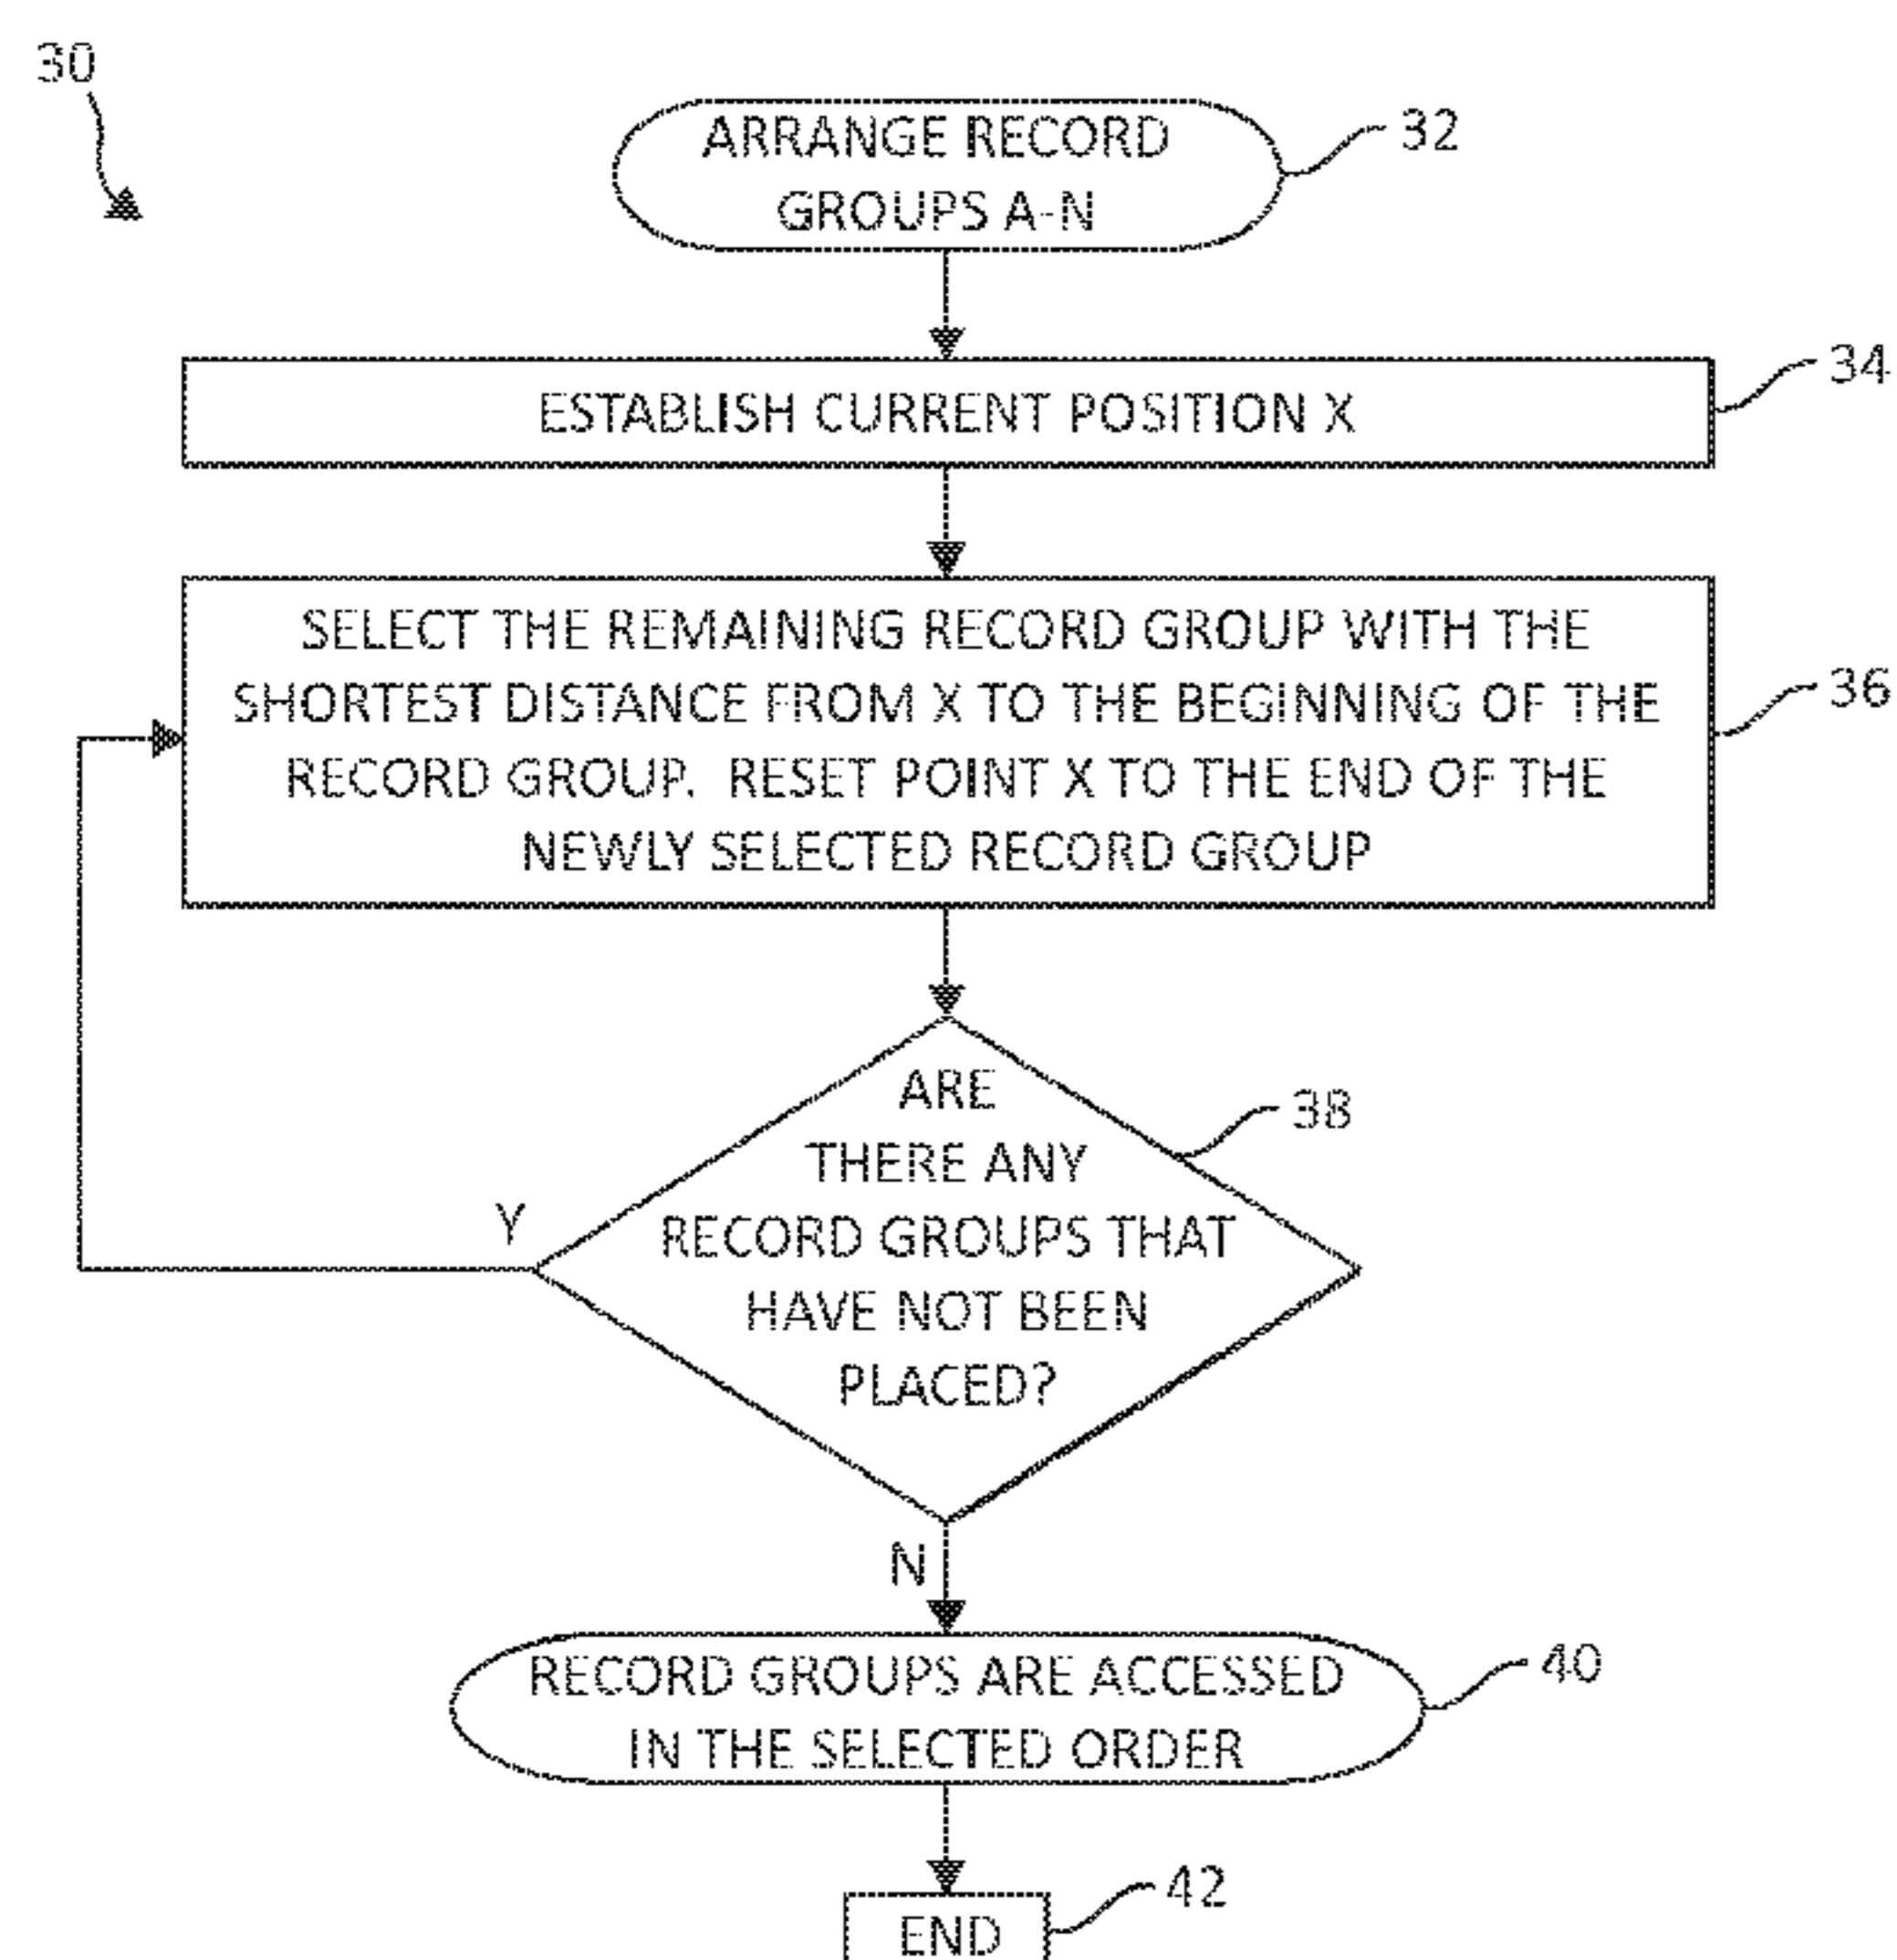 30
ARRANGE RECORD
GROUPS A-N
32
ESTABLISH CURRENT POSITION X
34
SELECT THE REMAINING RECORD GROUP WITH THE
SHORTEST DISTANCE FROM X TO THE BEGINNING OF THE
RECORD GROUP. RESET POINT X TO THE END OF THE
NEWLY SELECTED RECORD GROUP
36
ARE
THERE ANY
RECORD GROUPS THAT
HAVE NOT BEEN
PLACED?
38
Y
N
RECORD GROUPS ARE ACCESSED
IN THE SELECTED ORDER
40
END
42